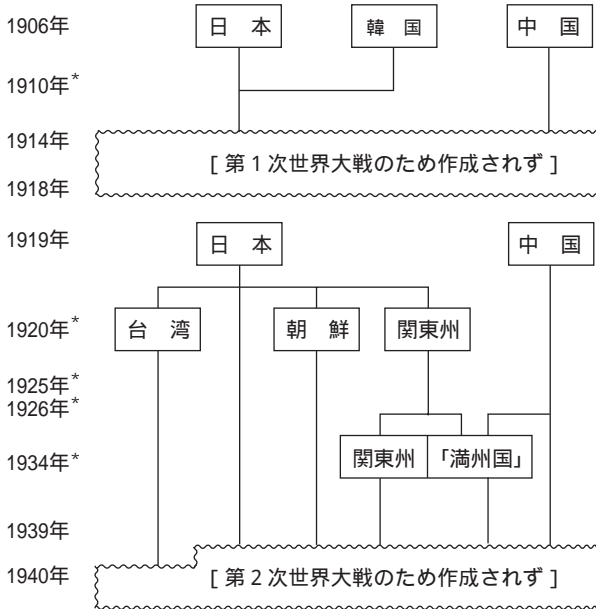 1906年 日 本 韓 国 中 国
1910年*
1914年
[ 第 1 次世界大戦のため作成されず ]
1918年
1919年 日 本 中 国
1920年* 台 湾 朝 鮮 関東州
1925年*
1926年*
1934年* 関東州 「満州国」
1939年
1940年 [ 第 2 次世界大戦のため作成されず ]